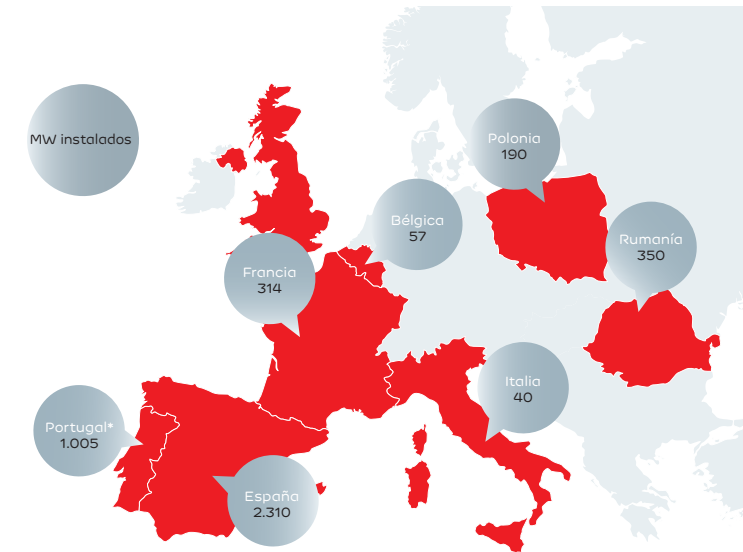 MW instalados
Polonia
190
Bélgica
57
Rumanía
350
Francia
314
Italia
40
Portugal*
1.005
España
2.310